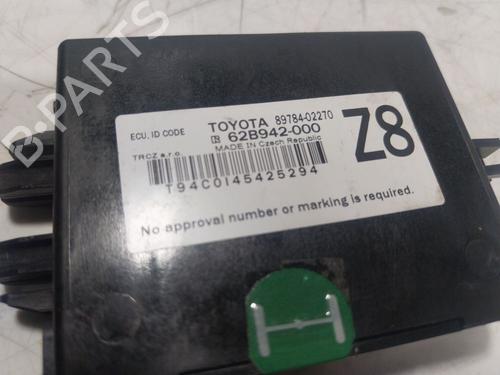 ECU, ID CODE
TOYOTA 89784-02270
62B942-000
TRCZ s.r.o. MADE IN Czech Republic
Z8
T94C0145425294
No approval number or marking is required.
H